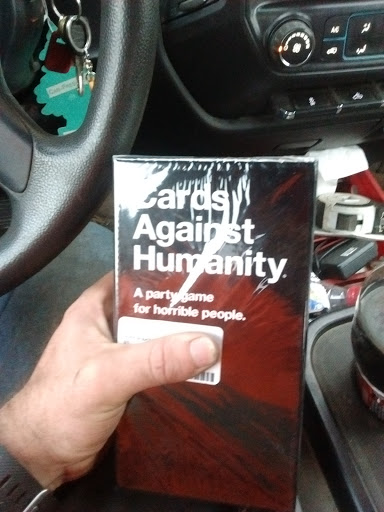 Cards
Against
Humanity.
A party game
for horrible people.